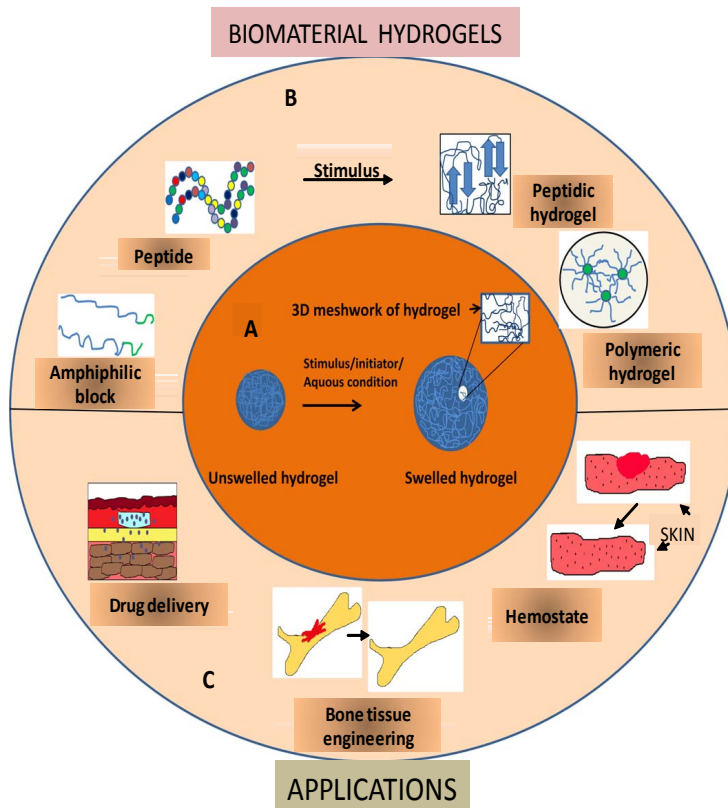 BIOMATERIAL HYDROGELS
B
Stimulus
Peptide
Peptidic
hydrogel
Amphiphilic
block
Polymeric
hydrogel
A
3D meshwork of hydrogel
Stimulus/initiator/
Aquous condition
Unswelled hydrogel
Swelled hydrogel
SKIN
Drug delivery
Hemostate
C
Bone tissue
engineering
APPLICATIONS